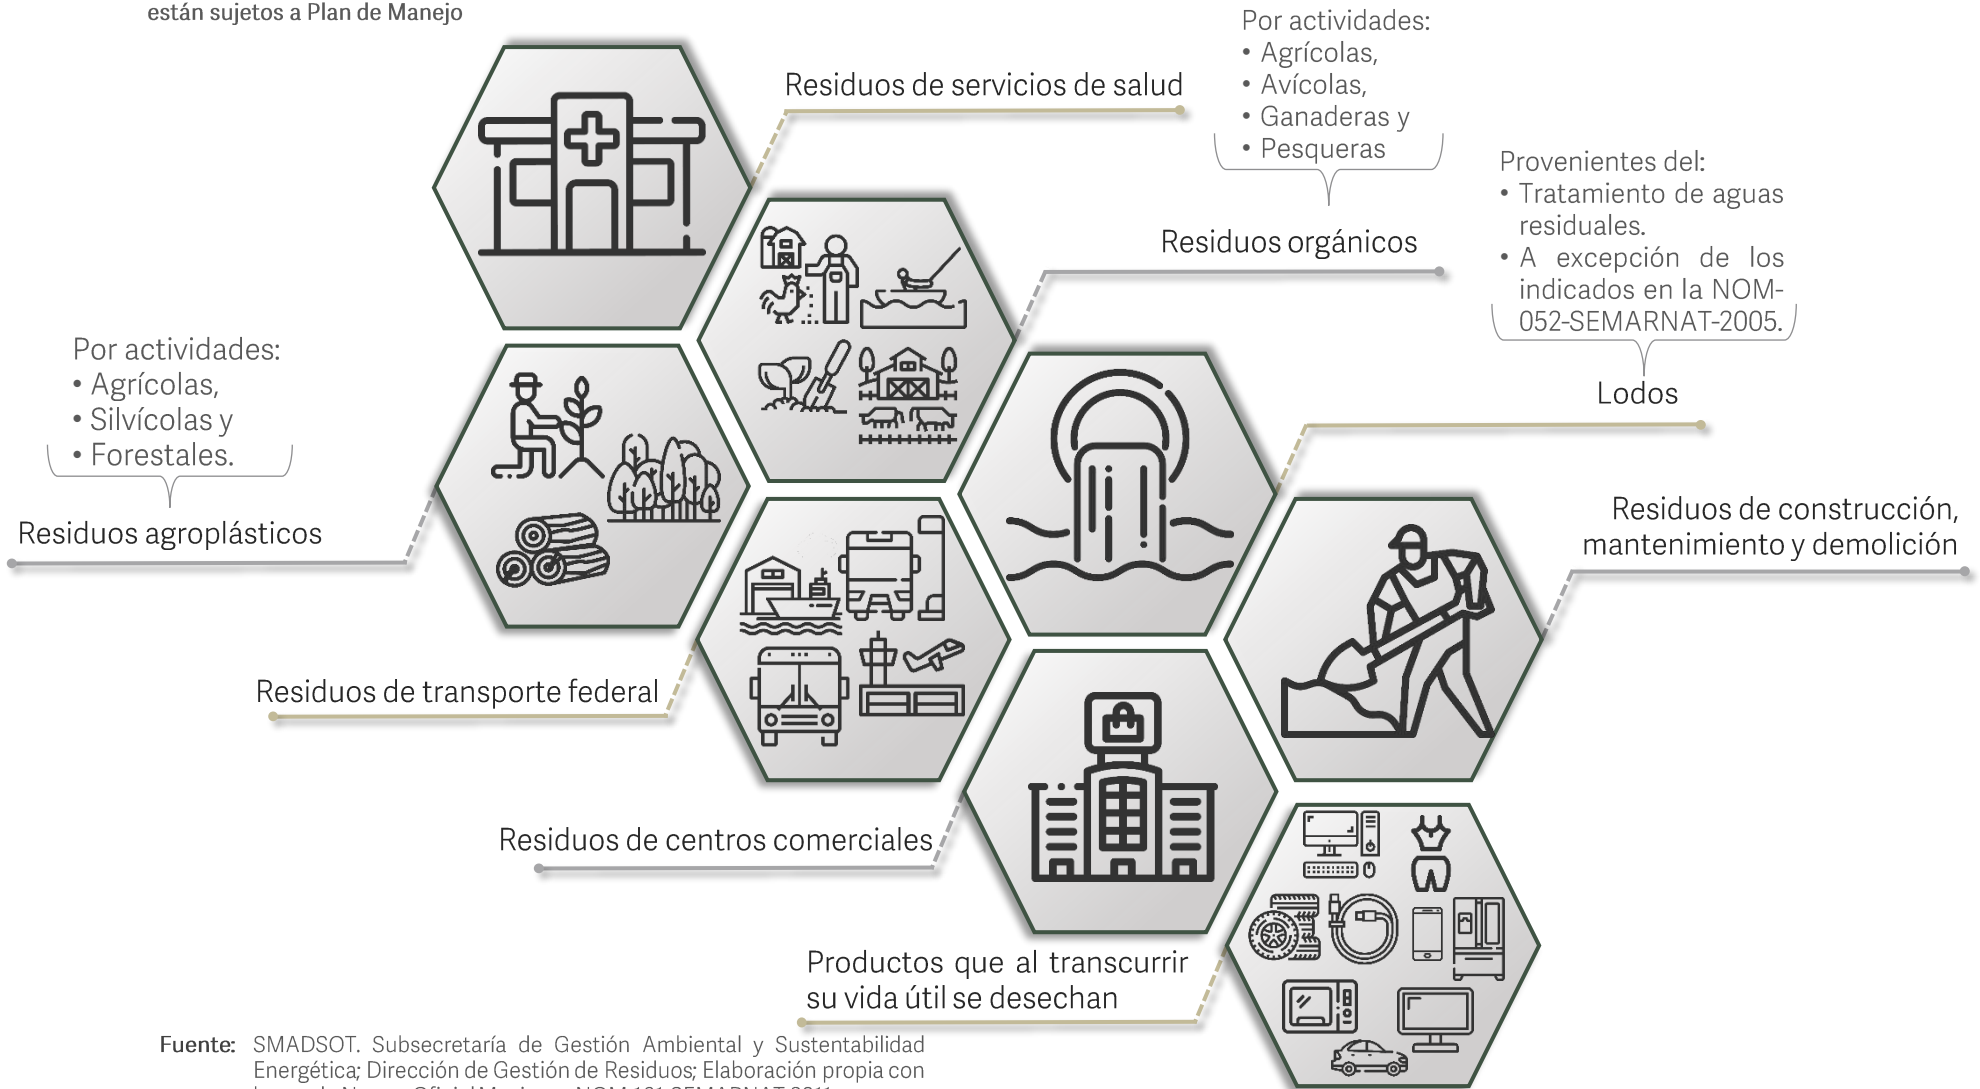 están sujetos a Plan de Manejo
Residuos de servicios de salud
Por actividades:
• Agrícolas,
• Avícolas,
• Ganaderas y
• Pesqueras
Residuos orgánicos
Provenientes del:
• Tratamiento de aguas
residuales.
• A excepción de los
indicados en la NOM-
052-SEMARNAT-2005.
Lodos
Por actividades:
• Agrícolas,
• Silvícolas y
• Forestales.
Residuos agroplásticos
Residuos de construcción,
mantenimiento y demolición
Residuos de transporte federal
Residuos de centros comerciales
Productos que al transcurrir
su vida útil se desechan
Fuente: SMADSOT. Subsecretaría de Gestión Ambiental y Sustentabilidad
Energética; Dirección de Gestión de Residuos; Elaboración propia con